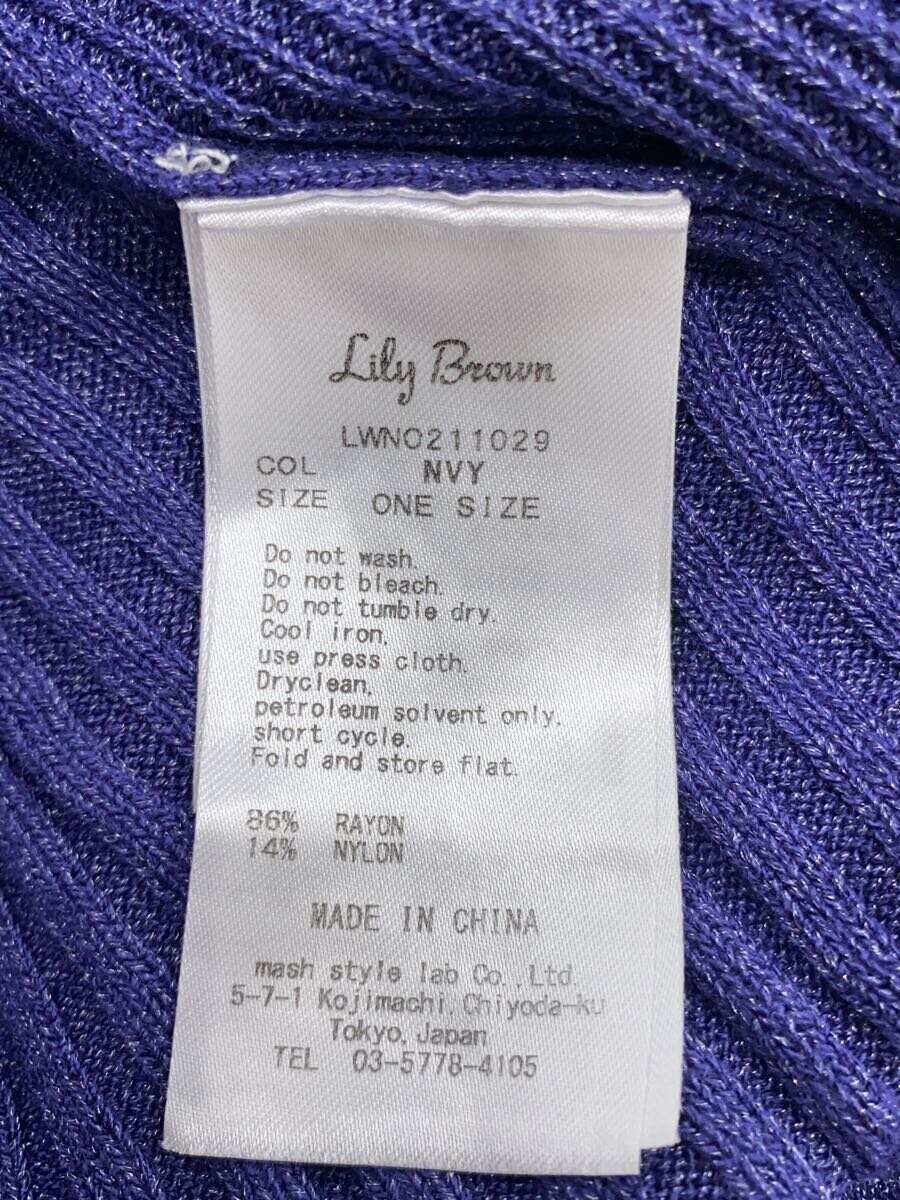 Lily Brown
LWNO211029
COL NVY
SIZE ONE SIZE
Do not wash.
Do not bleach.
Do not tumble dry.
Cool iron,
use press cloth.
Dryclean,
petroleum solvent only.
short cycle.
Fold and store flat.
86% RAYON
14% NYLON
MADE IN CHINA
mash style lab Co.,Ltd.
5-7-1 Kojimachi,Chiyoda-ku
Tokyo,Japan
TEL 03-5778-4105